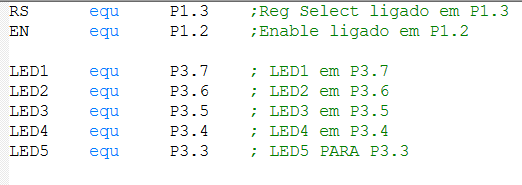 RS equ P1.3 ;Reg Select ligado em P1.3
EN equ P1.2 ;Enable ligado em P1.2
LED1 equ P3.7 ; LED1 em P3.7
LED2 equ P3.6 ; LED2 em P3.6
LED3 equ P3.5 ; LED3 em P3.5
LED4 equ P3.4 ; LED4 em P3.4
LED5 equ P3.3 ; LED5 PARA P3.3